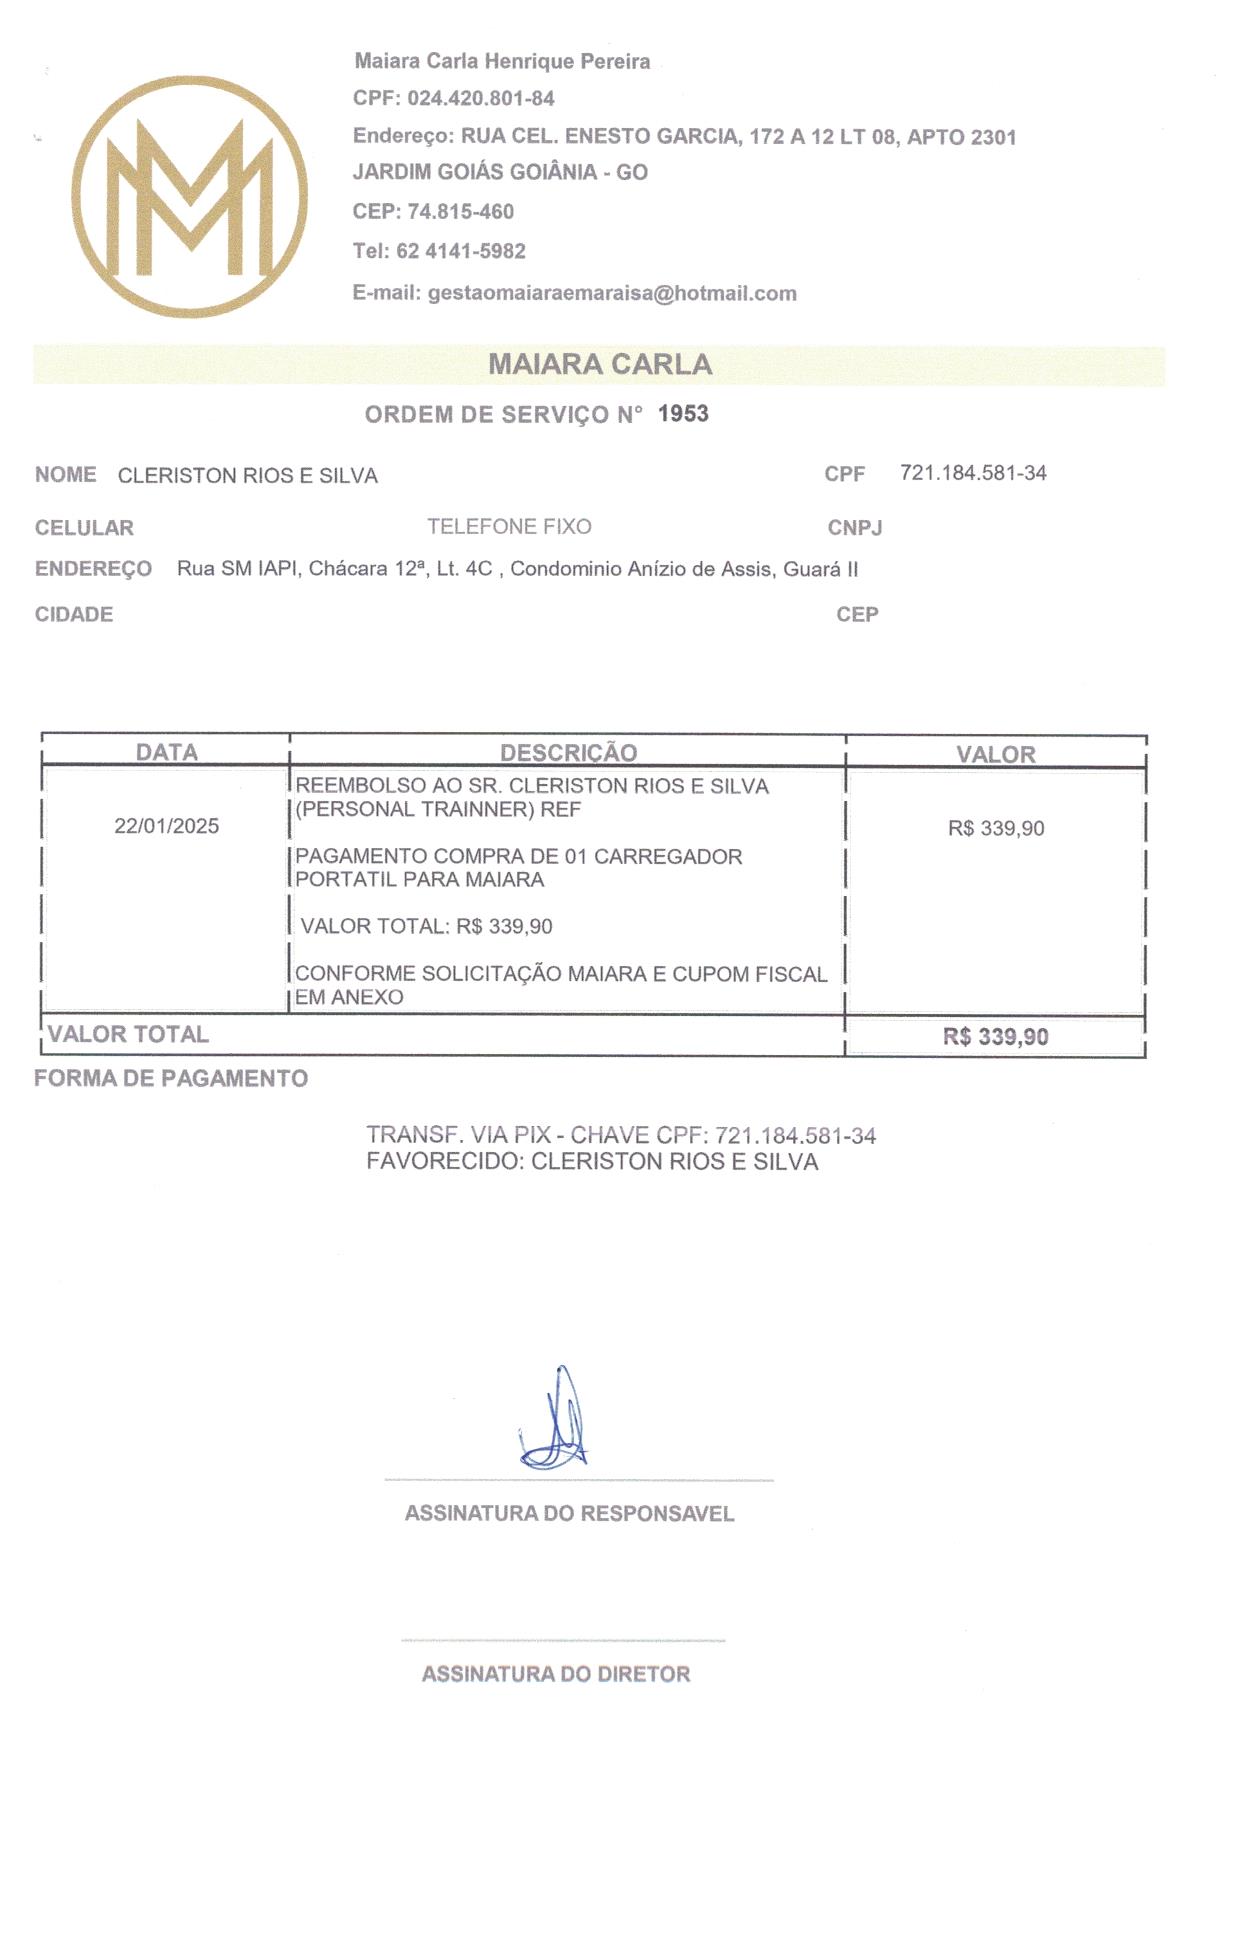 Maiara Carla Henrique Pereira
CPF: 024.420.801-84
Endereço: RUA CEL. ENESTO GARCIA, 172 A 12 LT 08, APTO 2301
JARDIM GOIÁS GOIÂNIA - GO
CEP: 74.815-460
Tel: 62 4141-5982
E-mail: gestaomaiaraemaraisa@hotmail.com
MAIARA CARLA
ORDEM DE SERVIÇO N° 1953
NOME CLERISTON RIOS E SILVA CPF 721.184.581-34
CELULAR TELEFONE FIXO CNPJ
ENDEREÇO Rua SM IAPI, Chácara 12ª, Lt. 4C , Condominio Anízio de Assis, Guará II
CIDADE CEP
DATA DESCRIÇÃO VALOR
REEMBOLSO AO SR. CLERISTON RIOS E SILVA
(PERSONAL TRAINNER) REF
22/01/2025 R$ 339,90
PAGAMENTO COMPRA DE 01 CARREGADOR
PORTATIL PARA MAIARA
VALOR TOTAL: R$ 339,90
CONFORME SOLICITAÇÃO MAIARA E CUPOM FISCAL
EM ANEXO
VALOR TOTAL R$ 339,90
FORMA DE PAGAMENTO
TRANSF. VIA PIX - CHAVE CPF: 721.184.581-34
FAVORECIDO: CLERISTON RIOS E SILVA
ASSINATURA DO RESPONSAVEL
ASSINATURA DO DIRETOR